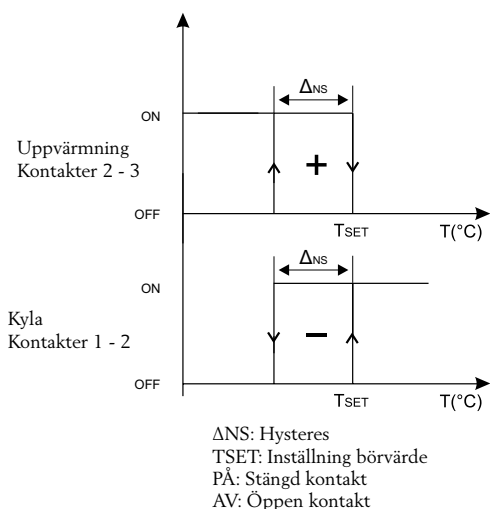 ΔNS
ON
Uppvärmning
Kontakter 2 - 3
+
OFF
TSET
T(°C)
ΔNS
ON
Kyla
Kontakter 1 - 2
−
OFF
TSET
T(°C)
ΔNS: Hysteres
TSET: Inställning börvärde
PÅ: Stängd kontakt
AV: Öppen kontakt